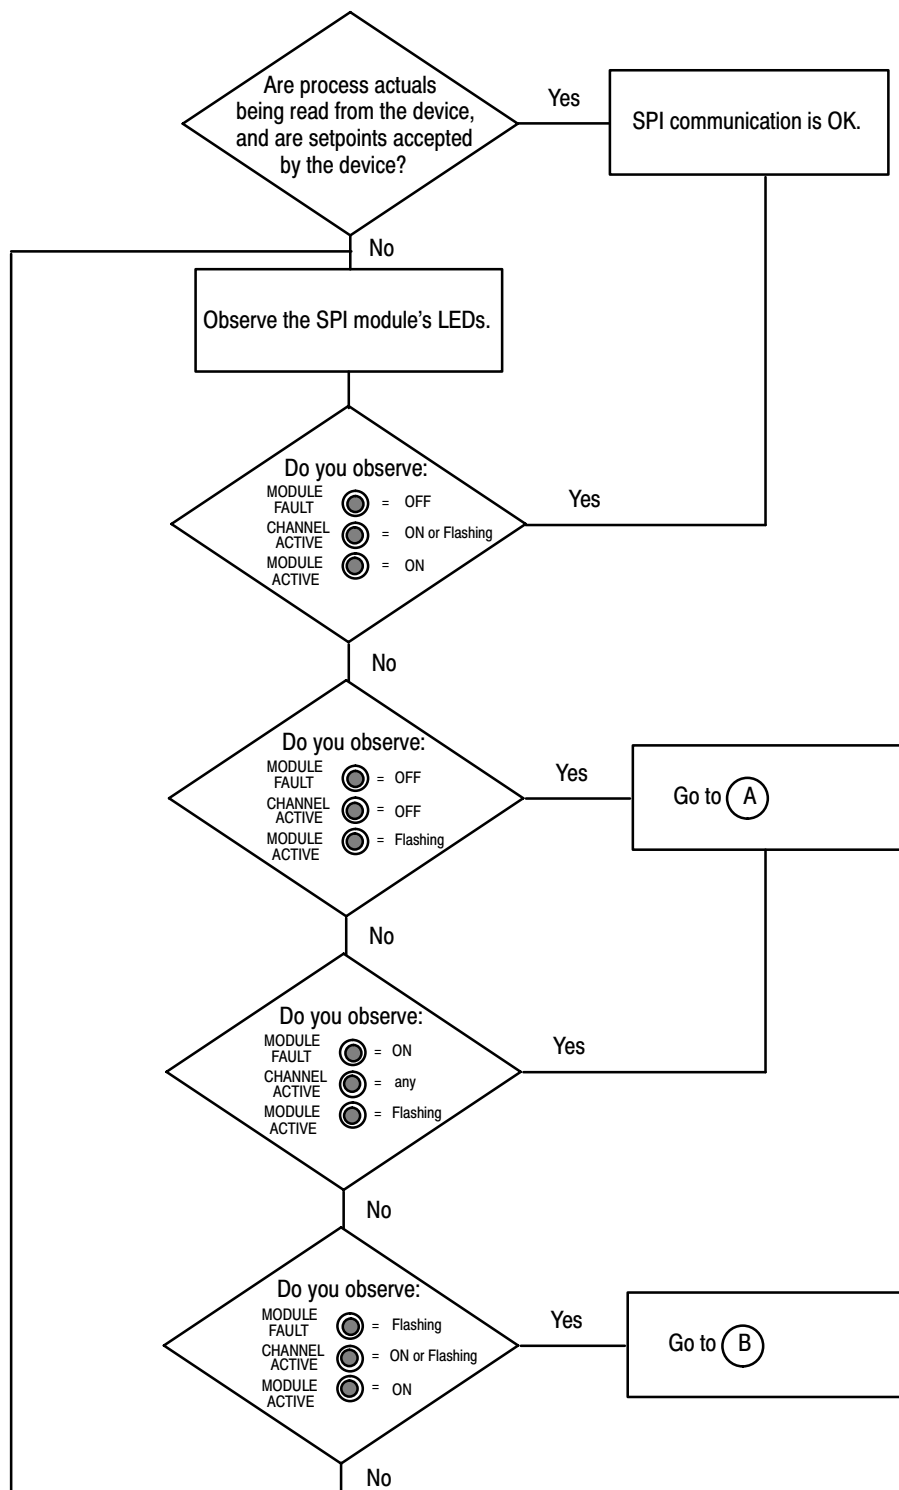 Are process actuals
being read from the device,
and are setpoints accepted
by the device?
Yes
SPI communication is OK.
No
Observe the SPI module's LEDs.
Do you observe:
MODULE
FAULT = OFF
CHANNEL
ACTIVE = ON or Flashing
MODULE
ACTIVE = ON
Yes
No
Do you observe:
MODULE
FAULT = OFF
CHANNEL
ACTIVE = OFF
MODULE
ACTIVE = Flashing
Yes
Go to A
No
Do you observe:
MODULE
FAULT = ON
CHANNEL
ACTIVE = any
MODULE
ACTIVE = Flashing
Yes
No
Do you observe:
MODULE
FAULT = Flashing
CHANNEL
ACTIVE = ON or Flashing
MODULE
ACTIVE = ON
Yes
Go to B
No